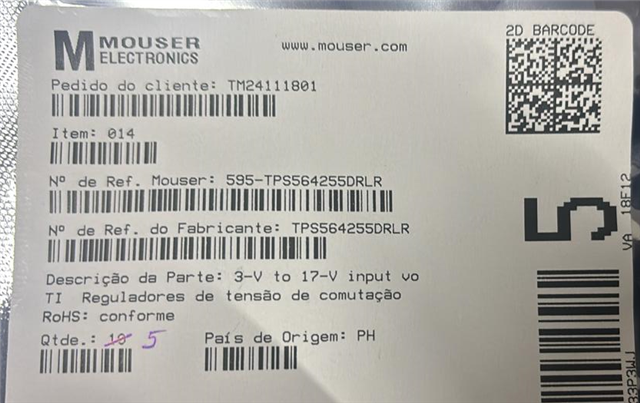 MOUSER
ELECTRONICS
www.mouser.com
2D BARCODE
Pedido do cliente: TM24111801
Item: 014
Nº de Ref. Mouser: 595-TPS564255DRLR
Nº de Ref. do Fabricante: TPS564255DRLR
Descrição da Parte: 3-V to 17-V input vo
TI Reguladores de tensão de comutação
RoHS: conforme
Qtde.: 10 5
País de Origem: PH
5
VA 18F12